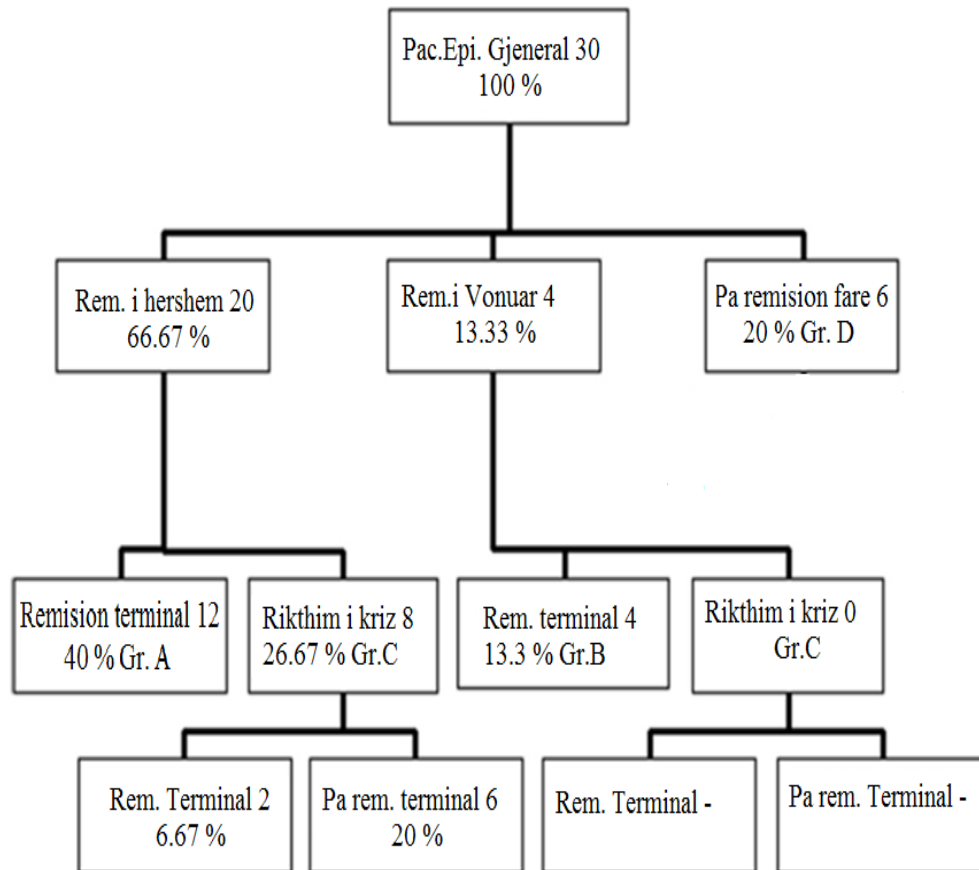 Pac.Epi. Gjeneral 30
100 %
Rem. i hershem 20
66.67 %
Rem.i Vonuar 4
13.33 %
Pa remision fare 6
20 % Gr. D
Remision terminal 12
40 % Gr. A
Rikthim i kriz 8
26.67 % Gr.C
Rem. terminal 4
13.3 % Gr.B
Rikthim i kriz 0
Gr.C
Rem. Terminal 2
6.67 %
Pa rem. terminal 6
20 %
Rem. Terminal -
Pa rem. Terminal -